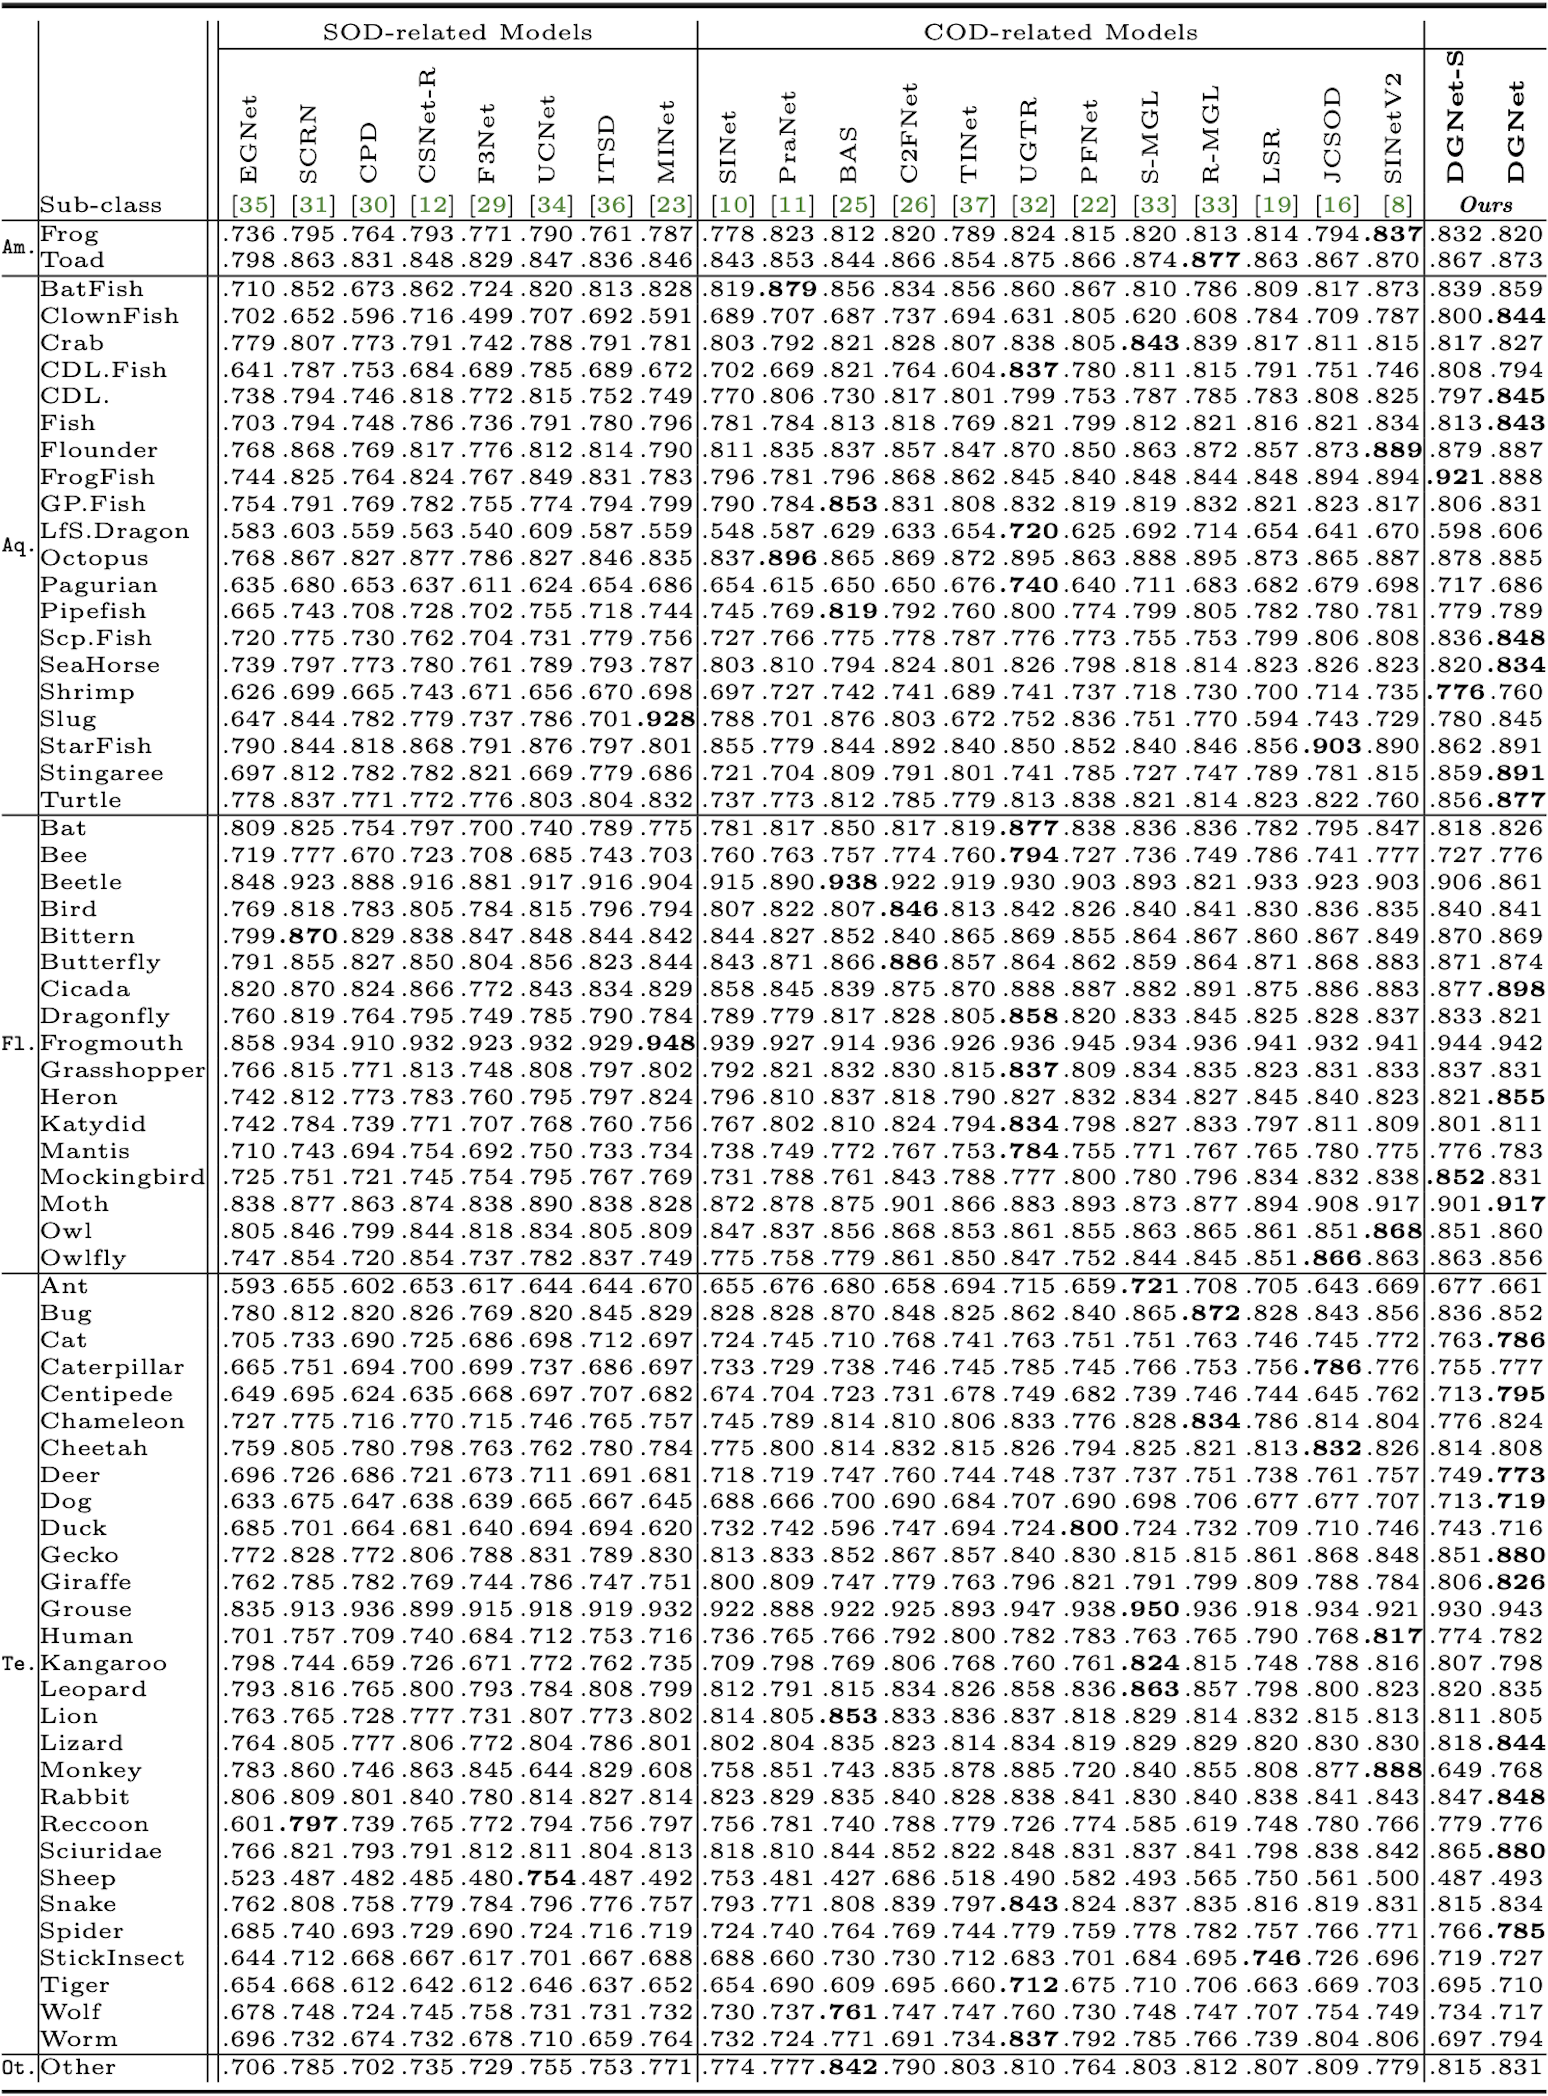 SOD-related Models COD-related Models
Sub-class EGNet [35] SCRN [31] CPD [30] CSNet-R [12] F3Net [29] UCNet [34] ITSD [36] MINet [23] SINet [10] PraNet [11] BAS [25] C2FNet [26] TINet [37] UGTR [32] PFNet [22] S-MGL [33] R-MGL [33] LSR [19] JCSOD [16] SINetV2 [8] DGNet-S DGNet Ours
Am. Frog .736 .795 .764 .793 .771 .790 .761 .787 .778 .823 .812 .820 .789 .824 .815 .820 .813 .814 .794 .837 .832 .820
Toad .798 .863 .831 .848 .829 .847 .836 .846 .843 .853 .844 .866 .854 .875 .866 .874 .877 .863 .867 .870 .867 .873
Aq. BatFish .710 .852 .673 .862 .724 .820 .813 .828 .819 .879 .856 .834 .856 .860 .867 .810 .786 .809 .817 .873 .839 .859
ClownFish .702 .652 .596 .716 .499 .707 .692 .591 .689 .707 .687 .737 .694 .631 .805 .620 .608 .784 .709 .787 .800 .844
Crab .779 .807 .773 .791 .742 .788 .791 .781 .803 .792 .821 .828 .807 .838 .805 .843 .839 .817 .811 .815 .817 .827
CDL.Fish .641 .787 .753 .684 .689 .785 .689 .672 .702 .669 .821 .764 .604 .837 .780 .811 .815 .791 .751 .746 .808 .794
CDL. .738 .794 .746 .818 .772 .815 .752 .749 .770 .806 .730 .817 .801 .799 .753 .787 .785 .783 .808 .825 .797 .845
Fish .703 .794 .748 .786 .736 .791 .780 .796 .781 .784 .813 .818 .769 .821 .799 .812 .821 .816 .821 .834 .813 .843
Flounder .768 .868 .769 .817 .776 .812 .814 .790 .811 .835 .837 .857 .847 .870 .850 .863 .872 .857 .873 .889 .879 .887
FrogFish .744 .825 .764 .824 .767 .849 .831 .783 .796 .781 .796 .868 .862 .845 .840 .848 .844 .848 .894 .894 .921 .888
GP.Fish .754 .791 .769 .782 .755 .774 .794 .799 .790 .784 .853 .831 .808 .832 .819 .819 .832 .821 .823 .817 .806 .831
LfS.Dragon .583 .603 .559 .563 .540 .609 .587 .559 .548 .587 .629 .633 .654 .720 .625 .692 .714 .654 .641 .670 .598 .606
Octopus .768 .867 .827 .877 .786 .827 .846 .835 .837 .896 .865 .869 .872 .895 .863 .888 .895 .873 .865 .887 .878 .885
Pagurian .635 .680 .653 .637 .611 .624 .654 .686 .654 .615 .650 .650 .676 .740 .640 .711 .683 .682 .679 .698 .717 .686
Pipefish .665 .743 .708 .728 .702 .755 .718 .744 .745 .769 .819 .792 .760 .800 .774 .799 .805 .782 .780 .781 .779 .789
Scp.Fish .720 .775 .730 .762 .704 .731 .779 .756 .727 .766 .775 .778 .787 .776 .773 .755 .753 .799 .806 .808 .836 .848
SeaHorse .739 .797 .773 .780 .761 .789 .793 .787 .803 .810 .794 .824 .801 .826 .798 .818 .814 .823 .826 .823 .820 .834
Shrimp .626 .699 .665 .743 .671 .656 .670 .698 .697 .727 .742 .741 .689 .741 .737 .718 .730 .700 .714 .735 .776 .760
Slug .647 .844 .782 .779 .737 .786 .701 .928 .788 .701 .876 .803 .672 .752 .836 .751 .770 .594 .743 .729 .780 .845
StarFish .790 .844 .818 .868 .791 .876 .797 .801 .855 .779 .844 .892 .840 .850 .852 .840 .846 .856 .903 .890 .862 .891
Stingaree .697 .812 .782 .782 .821 .669 .779 .686 .721 .704 .809 .791 .801 .741 .785 .727 .747 .789 .781 .815 .859 .891
Turtle .778 .837 .771 .772 .776 .803 .804 .832 .737 .773 .812 .785 .779 .813 .838 .821 .814 .823 .822 .760 .856 .877
Fl. Bat .809 .825 .754 .797 .700 .740 .789 .775 .781 .817 .850 .817 .819 .877 .838 .836 .836 .782 .795 .847 .818 .826
Bee .719 .777 .670 .723 .708 .685 .743 .703 .760 .763 .757 .774 .760 .794 .727 .736 .749 .786 .741 .777 .727 .776
Beetle .848 .923 .888 .916 .881 .917 .916 .904 .915 .890 .938 .922 .919 .930 .903 .893 .821 .933 .923 .903 .906 .861
Bird .769 .818 .783 .805 .784 .815 .796 .794 .807 .822 .807 .846 .813 .842 .826 .840 .841 .830 .836 .835 .840 .841
Bittern .799 .870 .829 .838 .847 .848 .844 .842 .844 .827 .852 .840 .865 .869 .855 .864 .867 .860 .867 .849 .870 .869
Butterfly .791 .855 .827 .850 .804 .856 .823 .844 .843 .871 .866 .886 .857 .864 .862 .859 .864 .871 .868 .883 .871 .874
Cicada .820 .870 .824 .866 .772 .843 .834 .829 .858 .845 .839 .875 .870 .888 .887 .882 .891 .875 .886 .883 .877 .898
Dragonfly .760 .819 .764 .795 .749 .785 .790 .784 .789 .779 .817 .828 .805 .858 .820 .833 .845 .825 .828 .837 .833 .821
Frogmouth .858 .934 .910 .932 .923 .932 .929 .948 .939 .927 .914 .936 .926 .936 .945 .934 .936 .941 .932 .941 .944 .942
Grasshopper .766 .815 .771 .813 .748 .808 .797 .802 .792 .821 .832 .830 .815 .837 .809 .834 .835 .823 .831 .833 .837 .831
Heron .742 .812 .773 .783 .760 .795 .797 .824 .796 .810 .837 .818 .790 .827 .832 .834 .827 .845 .840 .823 .821 .855
Katydid .742 .784 .739 .771 .707 .768 .760 .756 .767 .802 .810 .824 .794 .834 .798 .827 .833 .797 .811 .809 .801 .811
Mantis .710 .743 .694 .754 .692 .750 .733 .734 .738 .749 .772 .767 .753 .784 .755 .771 .767 .765 .780 .775 .776 .783
Mockingbird .725 .751 .721 .745 .754 .795 .767 .769 .731 .788 .761 .843 .788 .777 .800 .780 .796 .834 .832 .838 .852 .831
Moth .838 .877 .863 .874 .838 .890 .838 .828 .872 .878 .875 .901 .866 .883 .893 .873 .877 .894 .908 .917 .901 .917
Owl .805 .846 .799 .844 .818 .834 .805 .809 .847 .837 .856 .868 .853 .861 .855 .863 .865 .861 .851 .868 .851 .860
Owlfly .747 .854 .720 .854 .737 .782 .837 .749 .775 .758 .779 .861 .850 .847 .752 .844 .845 .851 .866 .863 .863 .856
Te. Ant .593 .655 .602 .653 .617 .644 .644 .670 .655 .676 .680 .658 .694 .715 .659 .721 .708 .705 .643 .669 .677 .661
Bug .780 .812 .820 .826 .769 .820 .845 .829 .828 .828 .870 .848 .825 .862 .840 .865 .872 .828 .843 .856 .836 .852
Cat .705 .733 .690 .725 .686 .698 .712 .697 .724 .745 .710 .768 .741 .763 .751 .751 .763 .746 .745 .772 .763 .786
Caterpillar .665 .751 .694 .700 .699 .737 .686 .697 .733 .729 .738 .746 .745 .785 .745 .766 .753 .756 .786 .776 .755 .777
Centipede .649 .695 .624 .635 .668 .697 .707 .682 .674 .704 .723 .731 .678 .749 .682 .739 .746 .744 .645 .762 .713 .795
Chameleon .727 .775 .716 .770 .715 .746 .765 .757 .745 .789 .814 .810 .806 .833 .776 .828 .834 .786 .814 .804 .776 .824
Cheetah .759 .805 .780 .798 .763 .762 .780 .784 .775 .800 .814 .832 .815 .826 .794 .825 .821 .813 .832 .826 .814 .808
Deer .696 .726 .686 .721 .673 .711 .691 .681 .718 .719 .747 .760 .744 .748 .737 .737 .751 .738 .761 .757 .749 .773
Dog .633 .675 .647 .638 .639 .665 .667 .645 .688 .666 .700 .690 .684 .707 .690 .698 .706 .677 .677 .707 .713 .719
Duck .685 .701 .664 .681 .640 .694 .694 .620 .732 .742 .596 .747 .694 .724 .800 .724 .732 .709 .710 .746 .743 .716
Gecko .772 .828 .772 .806 .788 .831 .789 .830 .813 .833 .852 .867 .857 .840 .830 .815 .815 .861 .868 .848 .851 .880
Giraffe .762 .785 .782 .769 .744 .786 .747 .751 .800 .809 .747 .779 .763 .796 .821 .791 .799 .809 .788 .784 .806 .826
Grouse .835 .913 .936 .899 .915 .918 .919 .932 .922 .888 .922 .925 .893 .947 .938 .950 .936 .918 .934 .921 .930 .943
Human .701 .757 .709 .740 .684 .712 .753 .716 .736 .765 .766 .792 .800 .782 .783 .763 .765 .790 .768 .817 .774 .782
Kangaroo .798 .744 .659 .726 .671 .772 .762 .735 .709 .798 .769 .806 .768 .760 .761 .824 .815 .748 .788 .816 .807 .798
Leopard .793 .816 .765 .800 .793 .784 .808 .799 .812 .791 .815 .834 .826 .858 .836 .863 .857 .798 .800 .823 .820 .835
Lion .763 .765 .728 .777 .731 .807 .773 .802 .814 .805 .853 .833 .836 .837 .818 .829 .814 .832 .815 .813 .811 .805
Lizard .764 .805 .777 .806 .772 .804 .786 .801 .802 .804 .835 .823 .814 .834 .819 .829 .829 .820 .830 .830 .818 .844
Monkey .783 .860 .746 .863 .845 .644 .829 .608 .758 .851 .743 .835 .878 .885 .720 .840 .855 .808 .877 .888 .649 .768
Rabbit .806 .809 .801 .840 .780 .814 .827 .814 .823 .829 .835 .840 .828 .838 .841 .830 .840 .838 .841 .843 .847 .848
Reccoon .601 .797 .739 .765 .772 .794 .756 .797 .756 .781 .740 .788 .779 .726 .774 .585 .619 .748 .780 .766 .779 .776
Sciuridae .766 .821 .793 .791 .812 .811 .804 .813 .818 .810 .844 .852 .822 .848 .831 .837 .841 .798 .838 .842 .865 .880
Sheep .523 .487 .482 .485 .480 .754 .487 .492 .753 .481 .427 .686 .518 .490 .582 .493 .565 .750 .561 .500 .487 .493
Snake .762 .808 .758 .779 .784 .796 .776 .757 .793 .771 .808 .839 .797 .843 .824 .837 .835 .816 .819 .831 .815 .834
Spider .685 .740 .693 .729 .690 .724 .716 .719 .724 .740 .764 .769 .744 .779 .759 .778 .782 .757 .766 .771 .766 .785
StickInsect .644 .712 .668 .667 .617 .701 .667 .688 .688 .660 .730 .730 .712 .683 .701 .684 .695 .746 .726 .696 .719 .727
Tiger .654 .668 .612 .642 .612 .646 .637 .652 .654 .690 .609 .695 .660 .712 .675 .710 .706 .663 .669 .703 .695 .710
Wolf .678 .748 .724 .745 .758 .731 .731 .732 .730 .737 .761 .747 .747 .760 .730 .748 .747 .707 .754 .749 .734 .717
Worm .696 .732 .674 .732 .678 .710 .659 .764 .732 .724 .771 .691 .734 .837 .792 .785 .766 .739 .804 .806 .697 .794
Ot. Other .706 .785 .702 .735 .729 .755 .753 .771 .774 .777 .842 .790 .803 .810 .764 .803 .812 .807 .809 .779 .815 .831